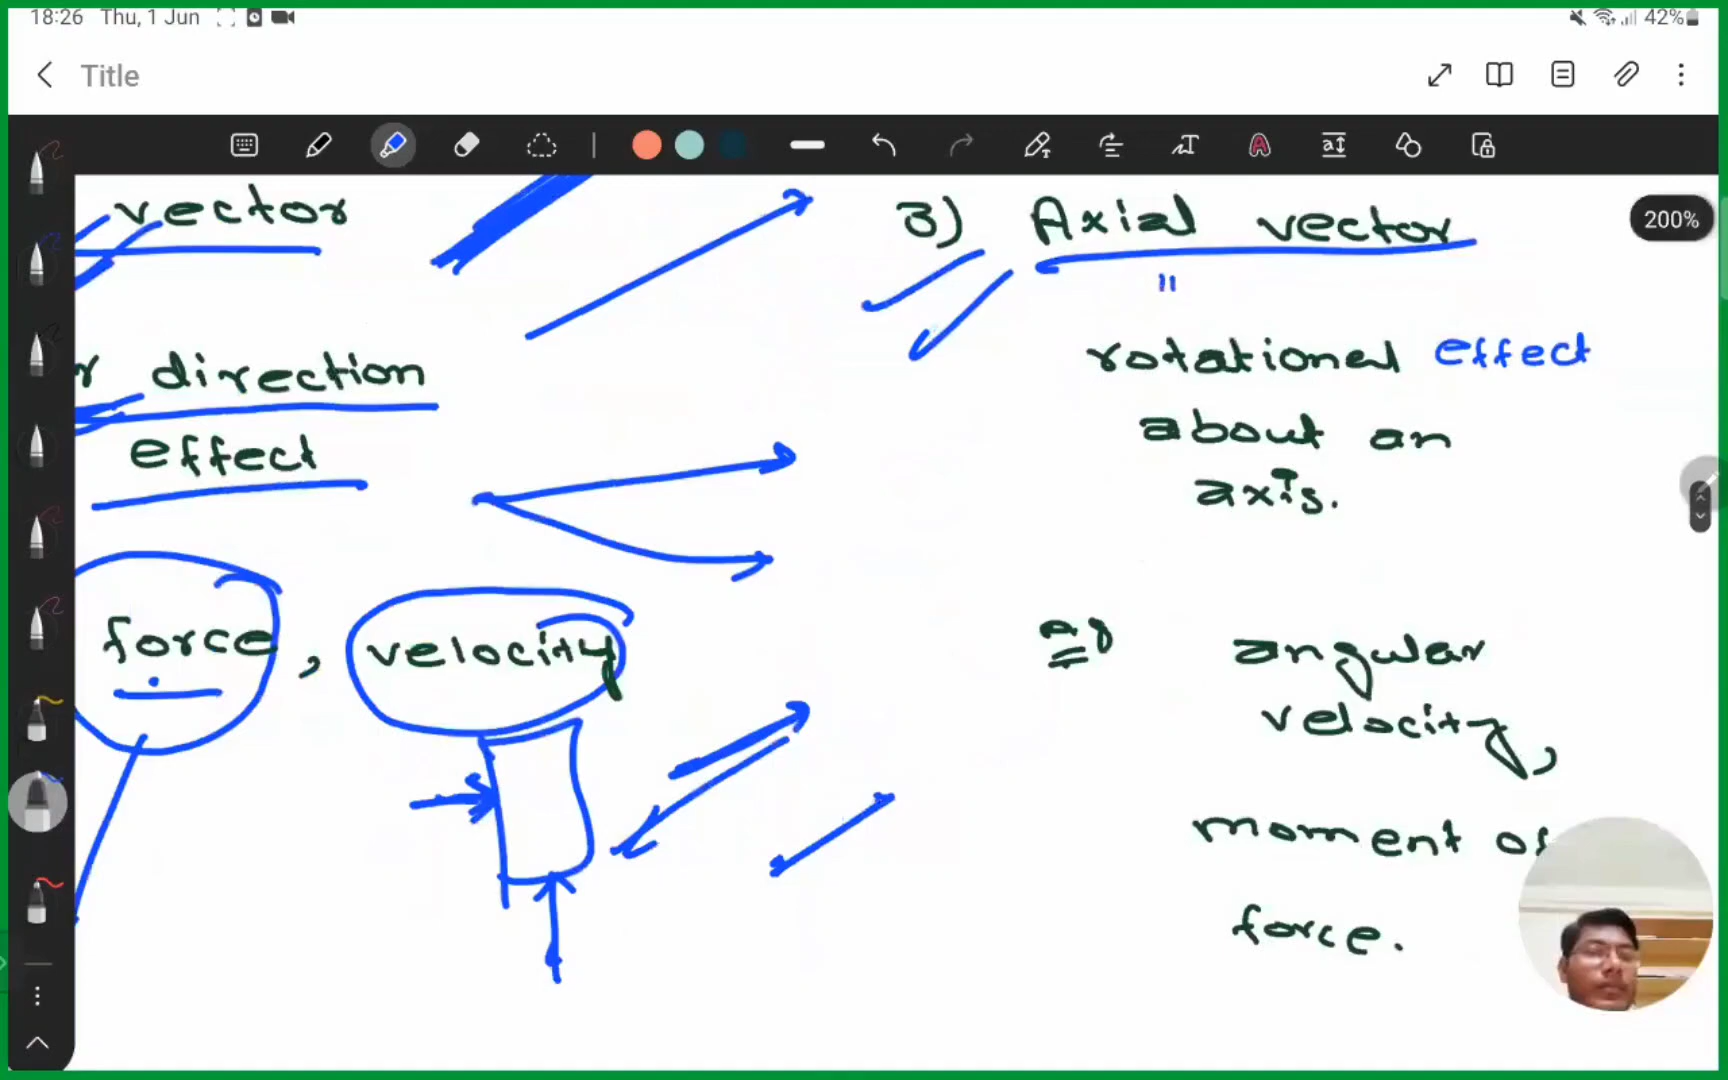 18:26 Thu, 1 Jun
42%
Title
200%
vector
r direction
effect
force, velocity
3) Axial vector
"
rotational effect
about an
axis.
eg angular
velocity,
moment of
force.